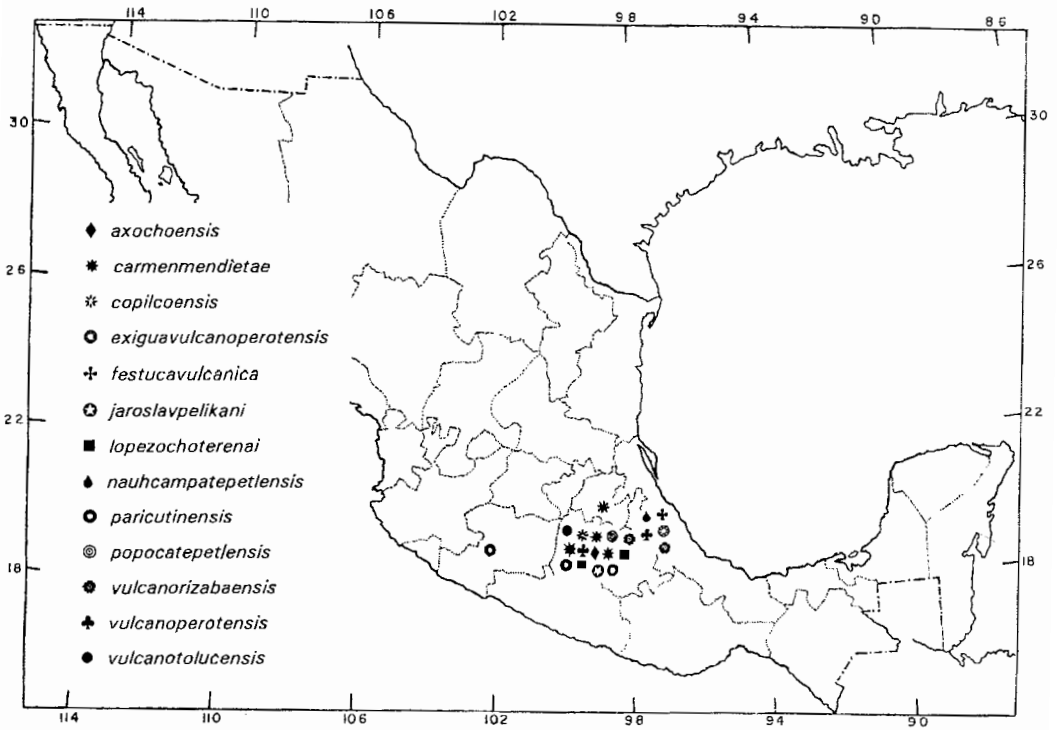 114 110 106 102 98 94 90 86
30 30
axochoensis
carmenmendietae
26 26
copilcoensis
exiguavulcanoperotensis
festucavulcanica
jaroslavpelikani
22 22
lopezochoterenai
nauhcampatepetlensis
paricutinensis
popocatepetlensis
18 18
vulcanorizabaensis
vulcanoperotensis
vulcanotolucensis
114 110 106 102 98 94 90